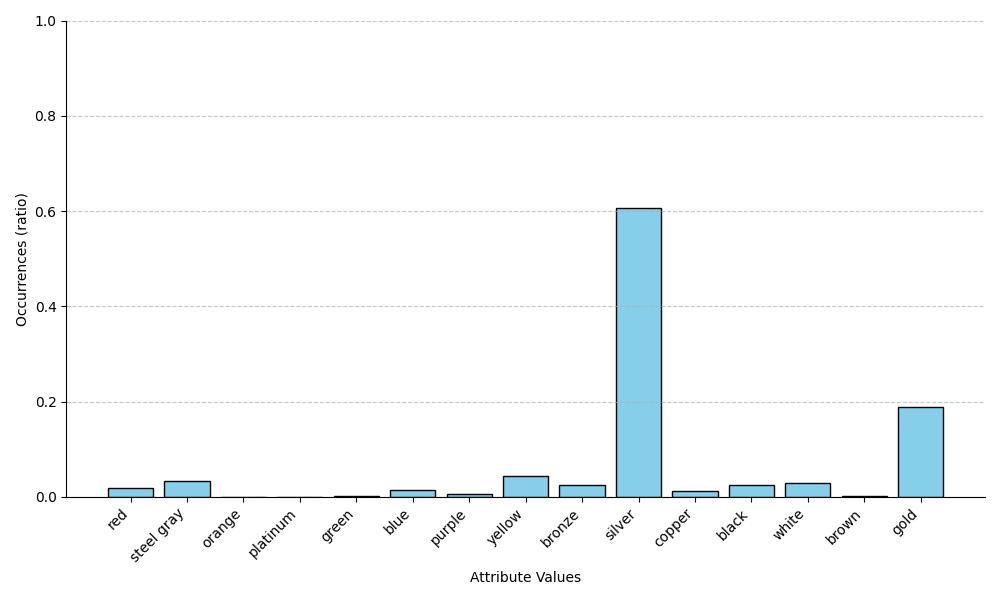 1.0
0.8
0.6
0.4
0.2
0.0
Occurrences (ratio)
red
steel gray
orange
platinum
green
blue
purple
yellow
bronze
silver
copper
black
white
brown
gold
Attribute Values